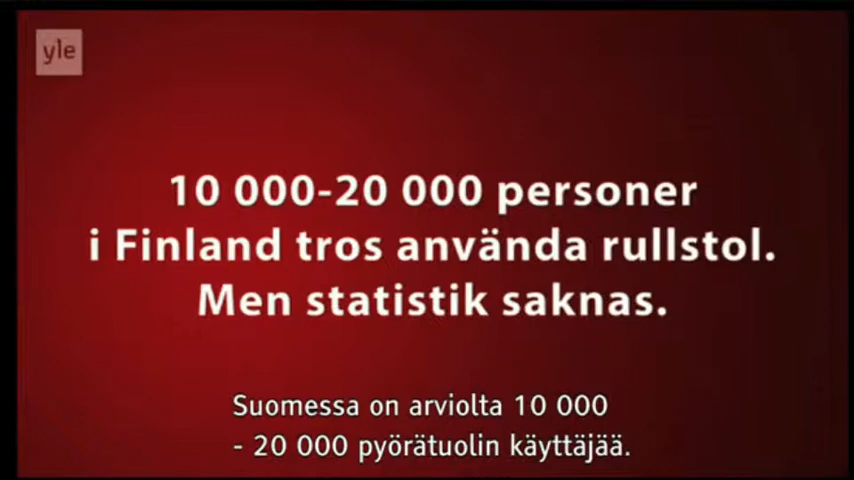 yle
10 000-20 000 personer
i Finland tros använda rullstol.
Men statistik saknas.
Suomessa on arviolta 10 000
- 20 000 pyörätuolin käyttäjää.